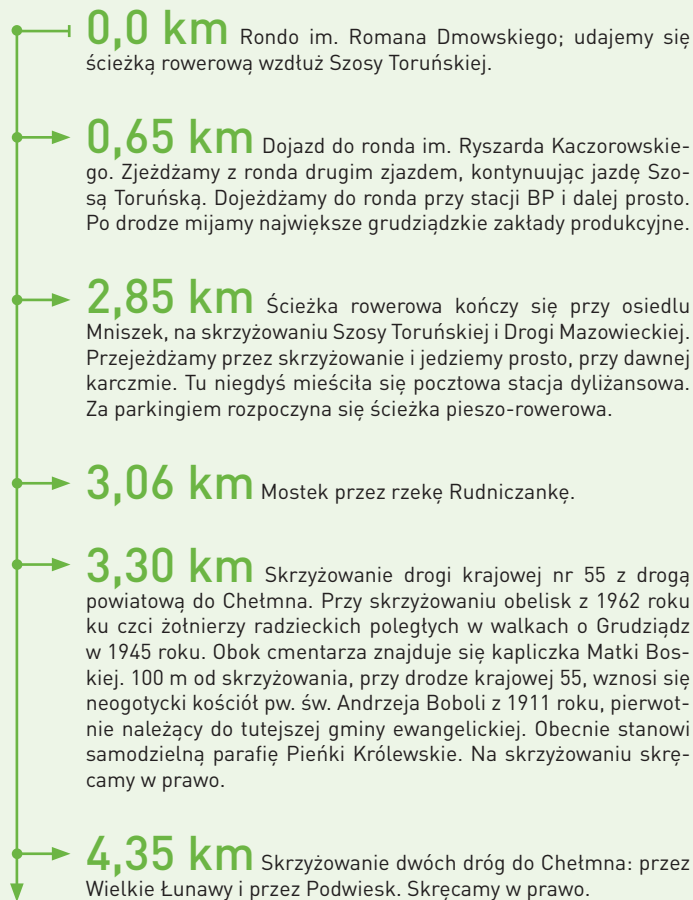 0,0 km Rondo im. Romana Dmowskiego; udajemy się
ścieżką rowerową wzdłuż Szosy Toruńskiej.
0,65 km Dojazd do ronda im. Ryszarda Kaczorowskie-
go. Zjeżdżamy z ronda drugim zjazdem, kontynuując jazdę Szo-
są Toruńską. Dojeżdżamy do ronda przy stacji BP i dalej prosto.
Po drodze mijamy największe grudziądzkie zakłady produkcyjne.
2,85 km Ścieżka rowerowa kończy się przy osiedlu
Mniszek, na skrzyżowaniu Szosy Toruńskiej i Drogi Mazowieckiej.
Przejeżdżamy przez skrzyżowanie i jedziemy prosto, przy dawnej
karczmie. Tu niegdyś mieściła się pocztowa stacja dyliżansowa.
Za parkingiem rozpoczyna się ścieżka pieszo-rowerowa.
3,06 km Mostek przez rzekę Rudniczankę.
3,30 km Skrzyżowanie drogi krajowej nr 55 z drogą
powiatową do Chełmna. Przy skrzyżowaniu obelisk z 1962 roku
ku czci żołnierzy radzieckich poległych w walkach o Grudziądz
w 1945 roku. Obok cmentarza znajduje się kapliczka Matki Bos-
kiej. 100 m od skrzyżowania, przy drodze krajowej 55, wznosi się
neogotycki kościół pw. św. Andrzeja Boboli z 1911 roku, pierwot-
nie należący do tutejszej gminy ewangelickiej. Obecnie stanowi
samodzielną parafię Pieńki Królewskie. Na skrzyżowaniu skrę-
camy w prawo.
4,35 km Skrzyżowanie dwóch dróg do Chełmna: przez
Wielkie Łunawy i przez Podwiesk. Skręcamy w prawo.